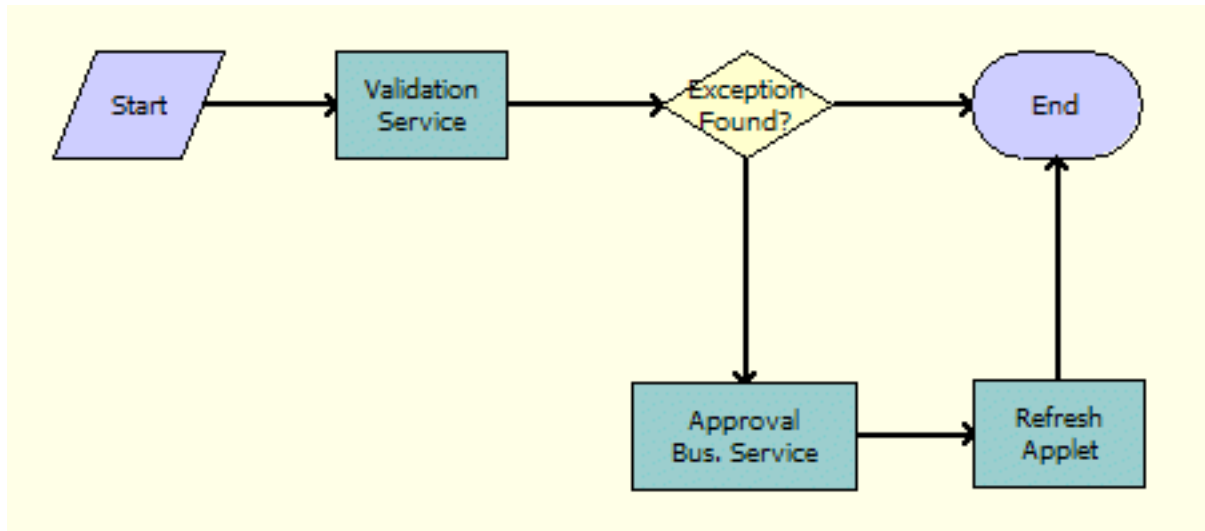 Start
Validation
Service
Exception
Found?
End
Approval
Bus. Service
Refresh
Applet